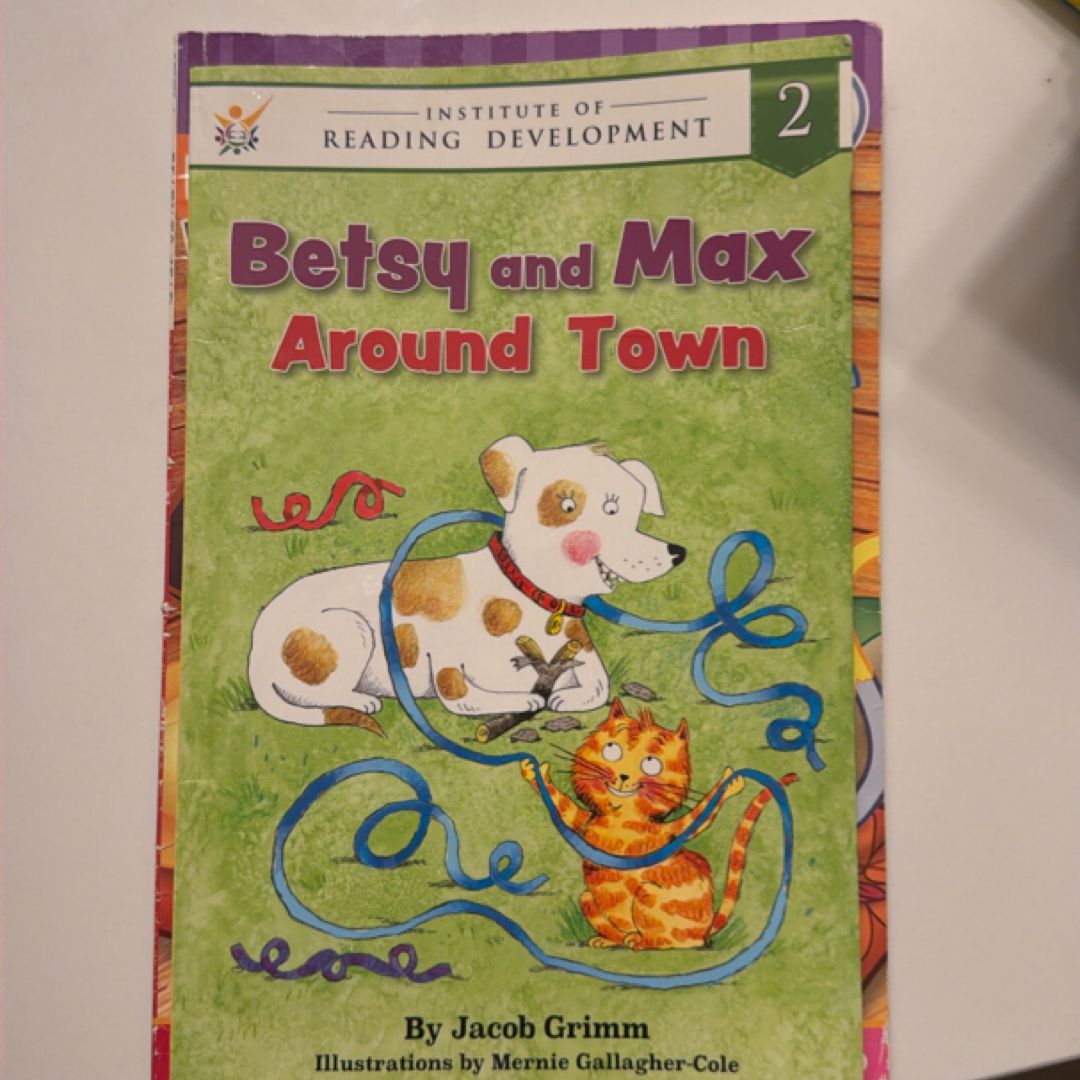 INSTITUTE OF
READING DEVELOPMENT
2
Betsy and Max
Around Town
By Jacob Grimm
Illustrations by Mernie Gallagher-Cole